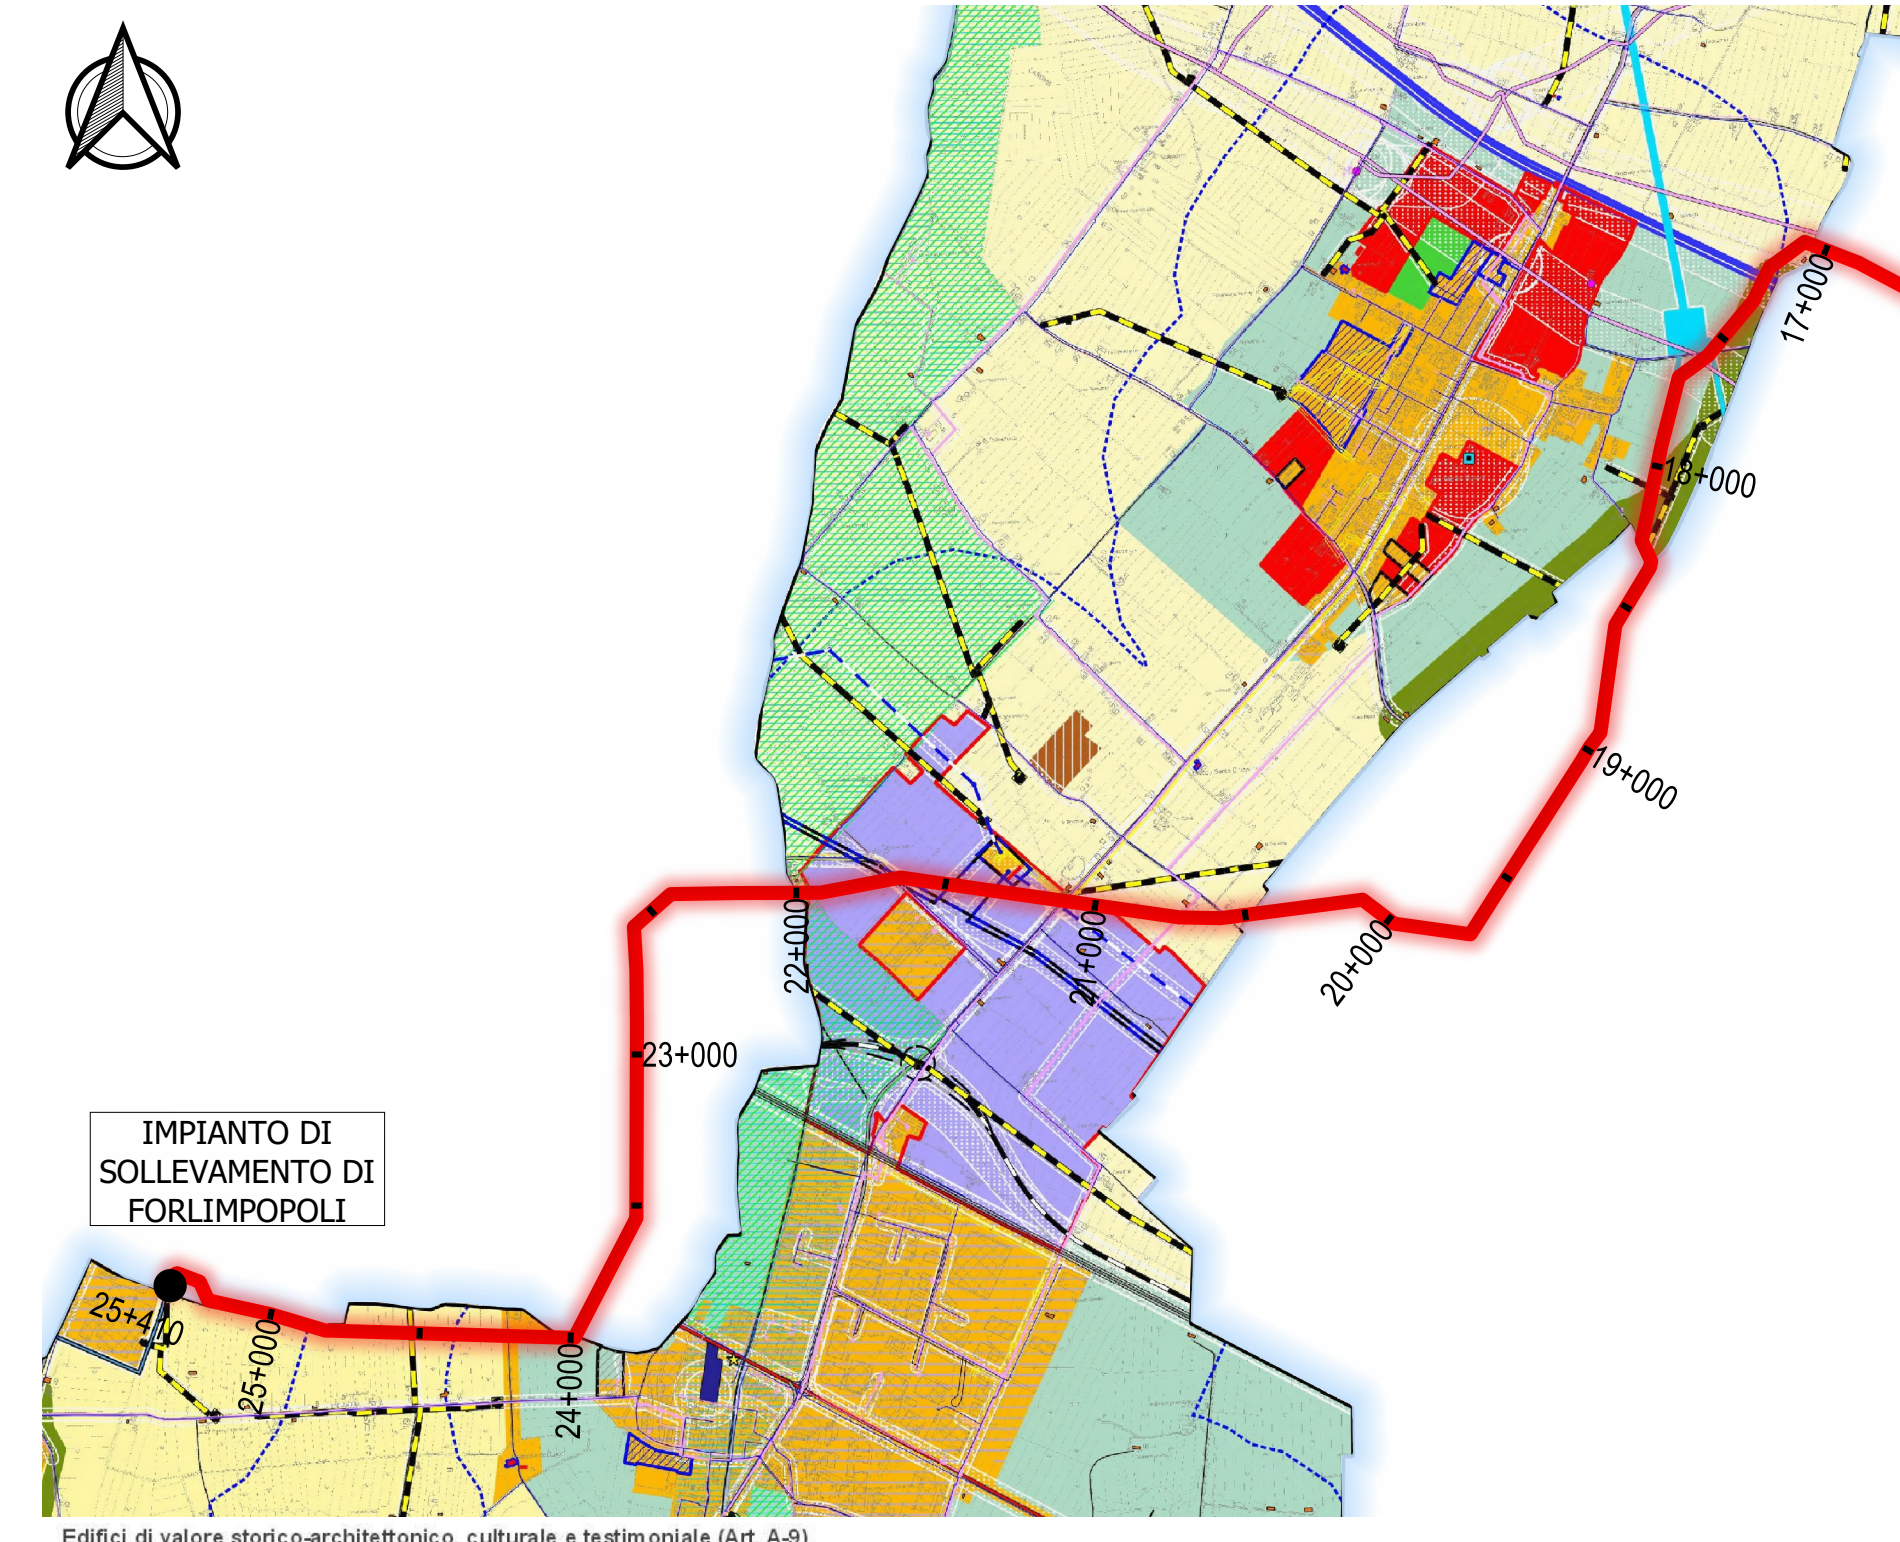 17+000
18+000
19+000
20+000
21+000
22+000
23+000
IMPIANTO DI
SOLLEVAMENTO DI
FORLIMPOPOLI
25+410
25+000
24+000
Edifici di valore storico-architettonico, culturale e testimoniale (Art. A-9)